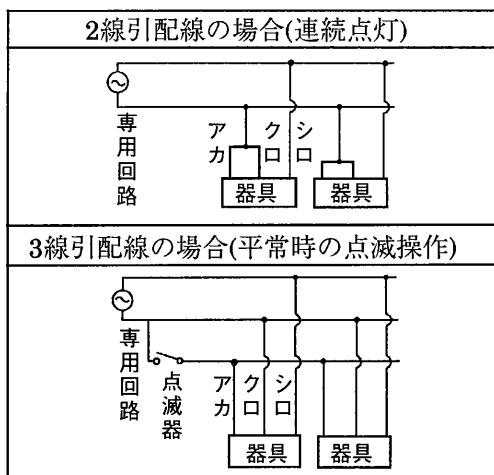 2線引配線の場合(連続点灯)
専用回路
アカ
クロ
シロ
器具
器具
3線引配線の場合(平常時の点滅操作)
専用回路
点滅器
アカ
クロ
シロ
器具
器具